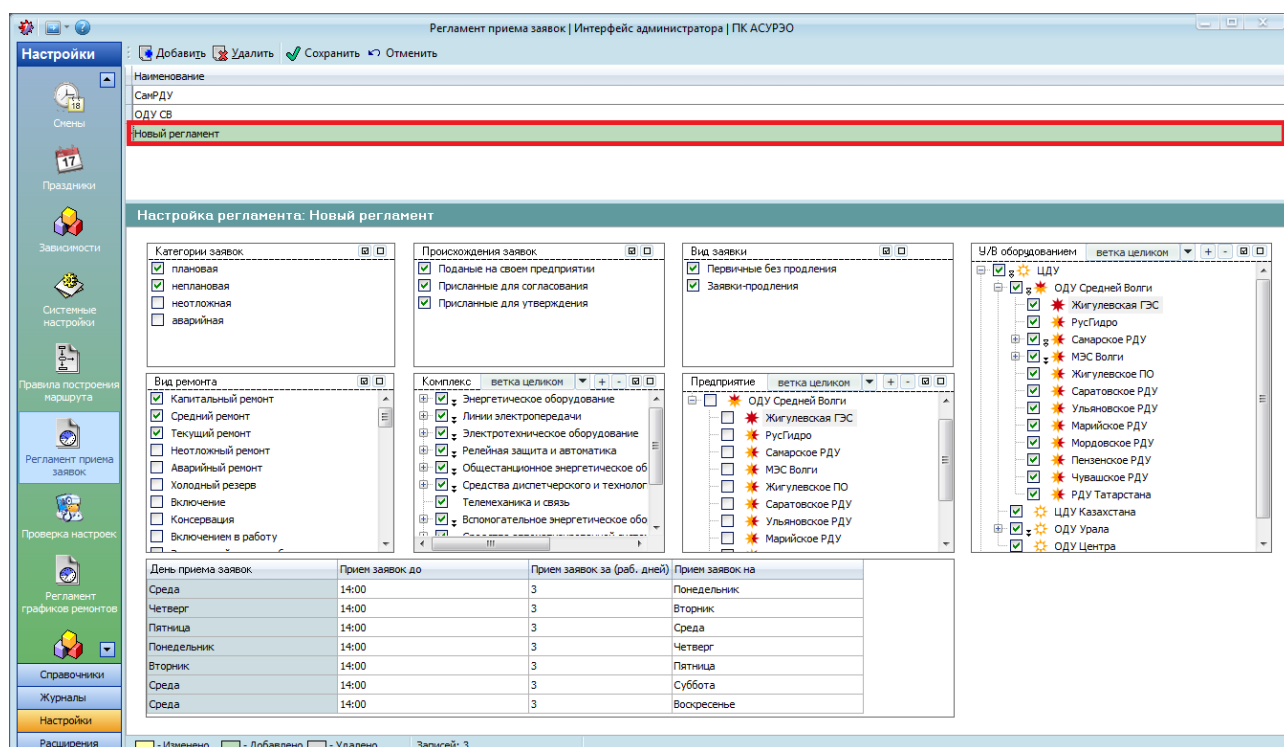 Регламент приема заявок | Интерфейс администратора | ПК АСУРЭО
Настройки
Добавить Удалить Сохранить Отменить
Наименование
СамРДУ
ОДУ СВ
Новый регламент
18
Смены
17
Праздники
Зависимости
Системные
настройки
Правила построения
маршрута
Регламент приема
заявок
Проверка настроек
Регламент
графиков ремонтов
Справочники
Журналы
Настройки
Расширения
Настройка регламента: Новый регламент
Категории заявок
плановая
неплановая
неотложная
аварийная
Происхождения заявок
Поданые на своем предприятии
Присланные для согласования
Присланные для утверждения
Вид заявки
Первичные без продления
Заявки-продления
У/В оборудованием ветка целиком + -
ЦДУ
ОДУ Средней Волги
Жигулевская ГЭС
РусГидро
Самарское РДУ
МЭС Волги
Жигулевское ПО
Саратовское РДУ
Ульяновское РДУ
Марийское РДУ
Мордовское РДУ
Пензенское РДУ
Чувашское РДУ
РДУ Татарстана
ЦДУ Казахстана
ОДУ Урала
ОДУ Центра
Вид ремонта
Капитальный ремонт
Средний ремонт
Текущий ремонт
Неотложный ремонт
Аварийный ремонт
Холодный резерв
Включение
Консервация
Включением в работу
Комплекс ветка целиком + -
Энергетическое оборудование
Линии электропередачи
Электротехническое оборудование
Релейная защита и автоматика
Общестанционное энергетическое об
Средства диспетчерского и технолог
Телемеханика и связь
Вспомогательное энергетическое обо
Предприятие ветка целиком + -
ОДУ Средней Волги
Жигулевская ГЭС
РусГидро
Самарское РДУ
МЭС Волги
Жигулевское ПО
Саратовское РДУ
Ульяновское РДУ
Марийское РДУ
День приема заявок Прием заявок до Прием заявок за (раб. дней) Прием заявок на
Среда 14:00 3 Понедельник
Четверг 14:00 3 Вторник
Пятница 14:00 3 Среда
Понедельник 14:00 3 Четверг
Вторник 14:00 3 Пятница
Среда 14:00 3 Суббота
Среда 14:00 3 Воскресенье
- Изменено - Добавлено - Удалено Записей: 3